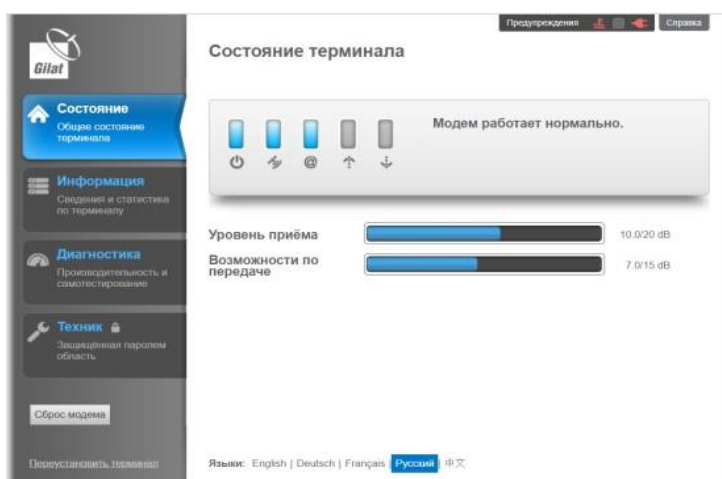 Предупреждения
Справка
Gilat
Состояние терминала
Состояние
Общее состояние
терминала
Модем работает нормально.
Информация
Сведения и статистика
по терминалу
Уровень приёма
10.0/20 dB
Возможности по
передаче
7.0/15 dB
Диагностика
Производительность и
самотестирование
Техник
Защищённая паролем
область
Сброс модема
Переустановить терминал
Языки: English | Deutsch | Français | Русский | 中文